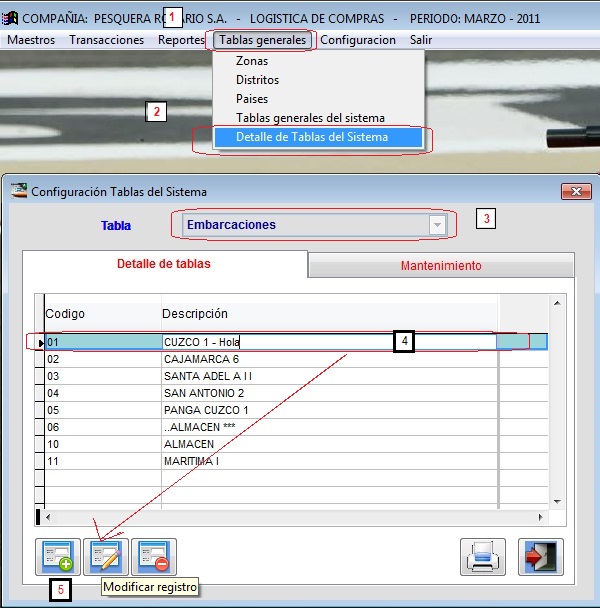 COMPAÑIA: PESQUERA RO ARIO S.A. - LOGISTICA DE COMPRAS - PERIODO: MARZO - 2011
1
Maestros Transacciones Reportes Tablas generales Configuracion Salir
Zonas
Distritos
Paises
Tablas generales del sistema
Detalle de Tablas del Sistema
2
Configuración Tablas del Sistema
Tabla Embarcaciones
3
Detalle de tablas Mantenimiento
Codigo Descripción
01 CUZCO 1 - Hola
4
02 CAJAMARCA 6
03 SANTA ADEL A I I
04 SAN ANTONIO 2
05 PANGA CUZCO 1
06 ..ALMACEN ***
10 ALMACEN
11 MARITIMA I
5
Modificar registro